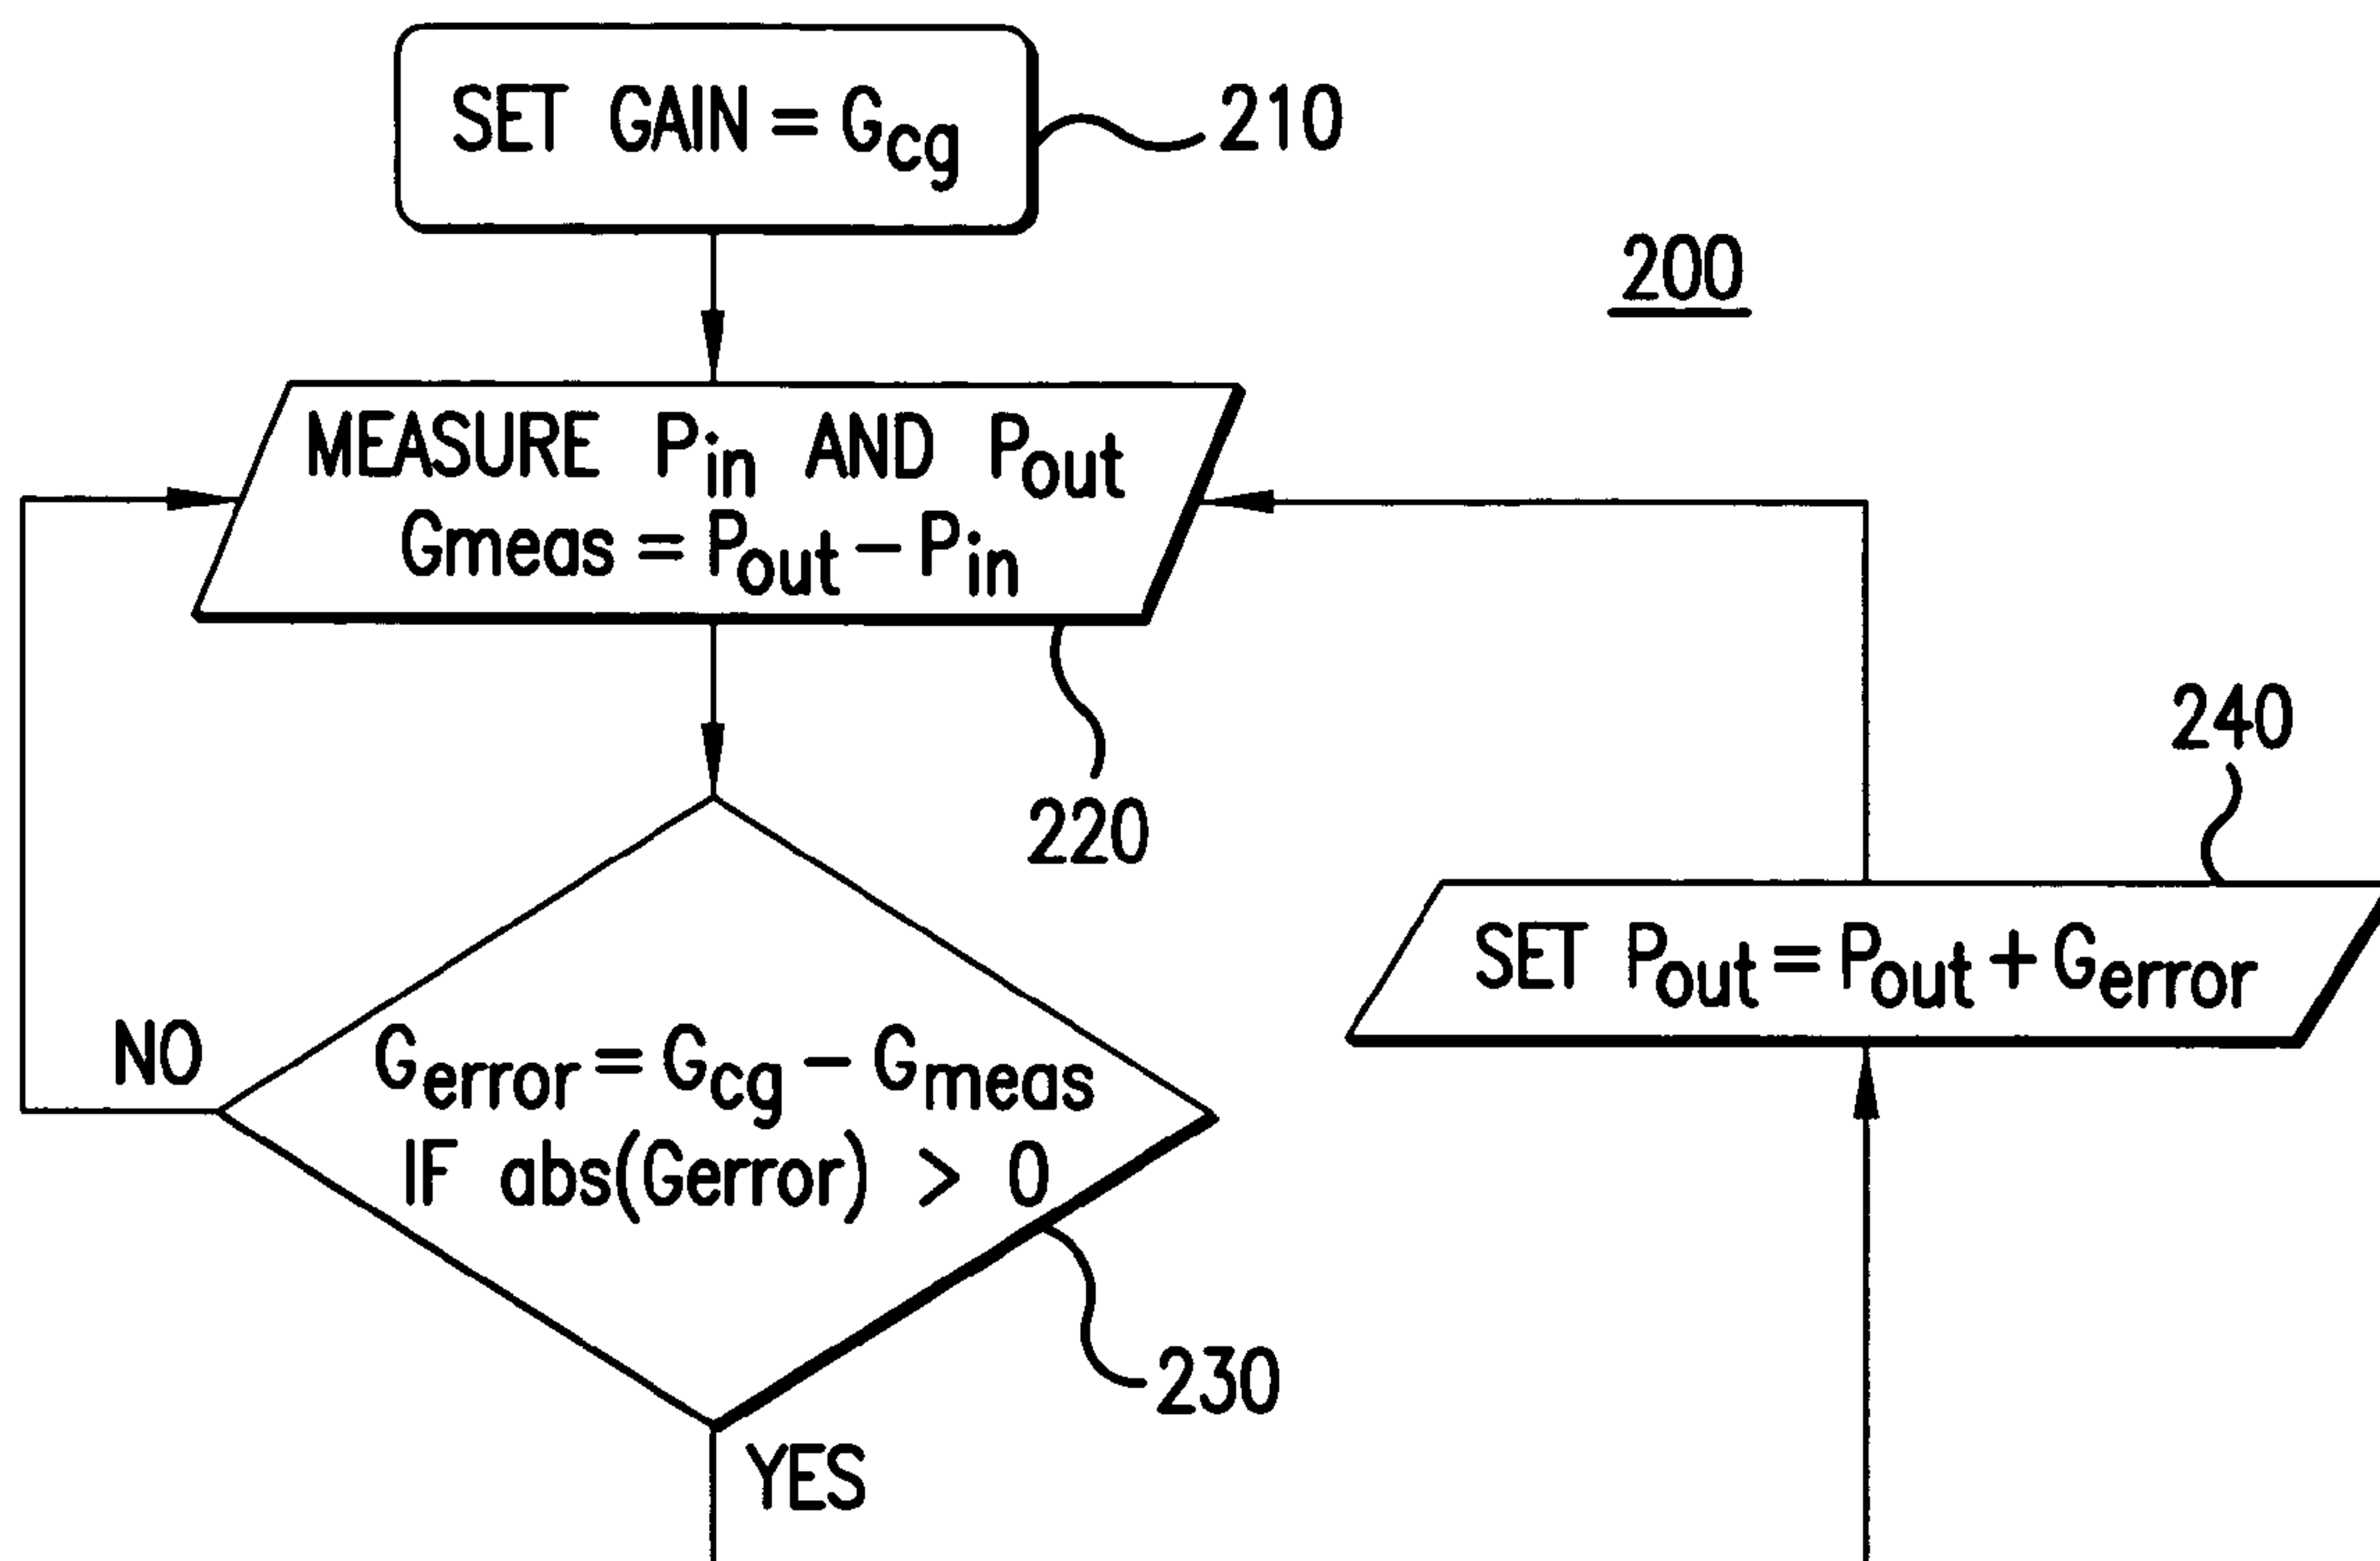 SET GAIN = Gcg
210
200
MEASURE Pin AND Pout
Gmeas = Pout − Pin
220
240
SET Pout = Pout + Gerror
NO
Gerror = Gcg − Gmeas
IF abs(Gerror) > 0
230
YES